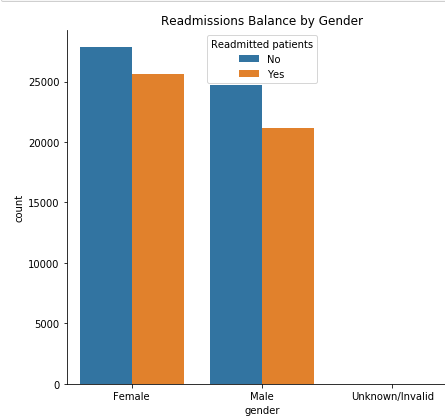 Readmissions Balance by Gender
Readmitted patients
No
Yes
25000
20000
15000
10000
5000
0
count
Female
Male
Unknown/Invalid
gender